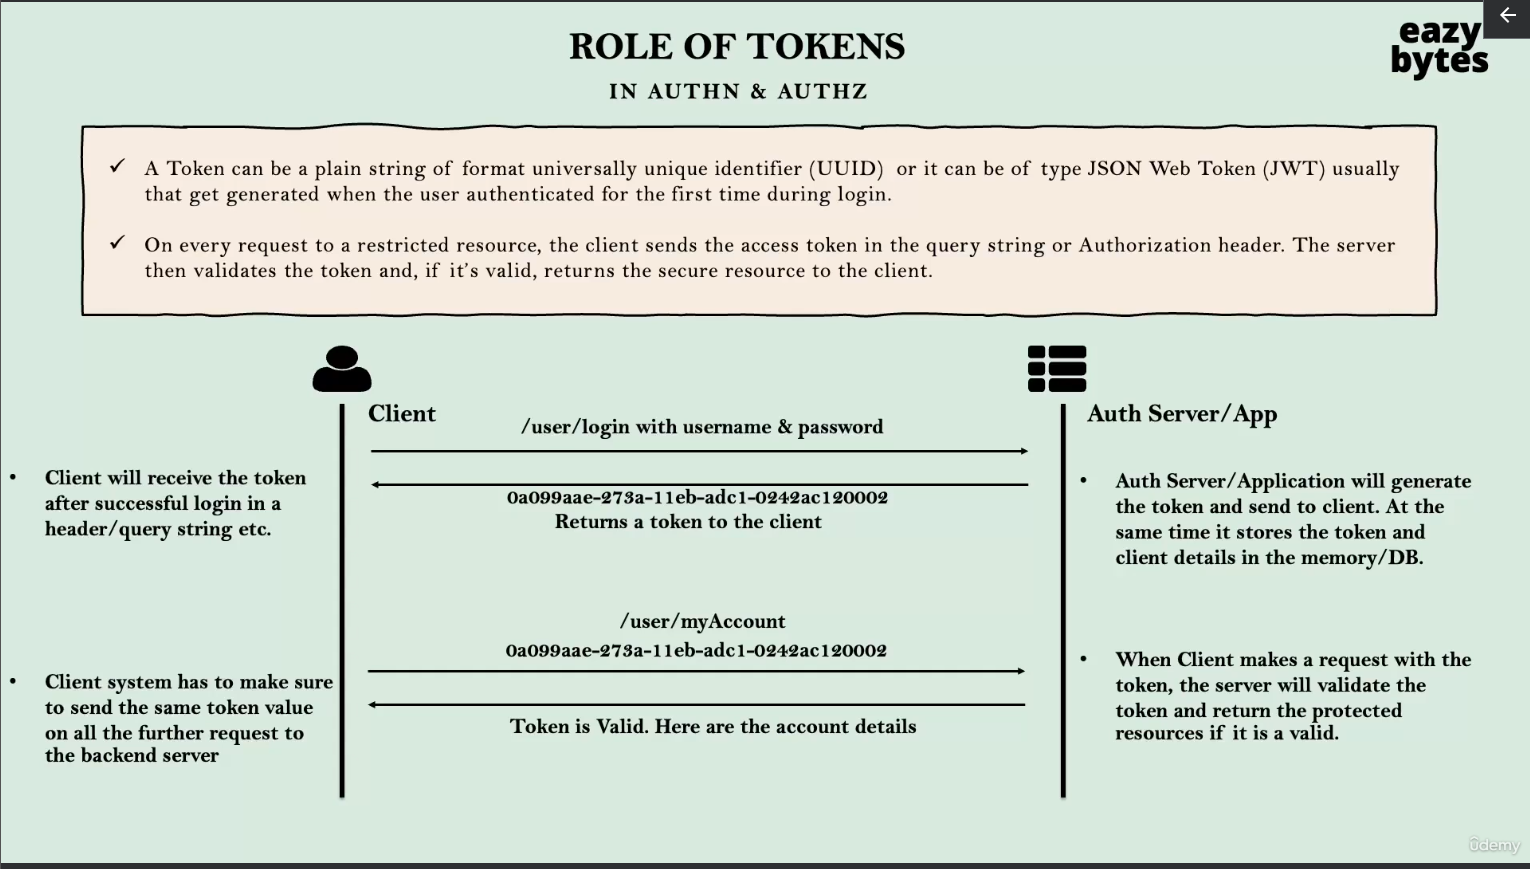 ROLE OF TOKENS
IN AUTHN & AUTHZ
eazy
bytes
✓ A Token can be a plain string of format universally unique identifier (UUID) or it can be of type JSON Web Token (JWT) usually
that get generated when the user authenticated for the first time during login.
✓ On every request to a restricted resource, the client sends the access token in the query string or Authorization header. The server
then validates the token and, if it's valid, returns the secure resource to the client.
Client
Auth Server/App
/user/login with username & password
0a099aae-273a-11eb-adc1-0242ac120002
Returns a token to the client
• Client will receive the token
after successful login in a
header/query string etc.
• Auth Server/Application will generate
the token and send to client. At the
same time it stores the token and
client details in the memory/DB.
/user/myAccount
0a099aae-273a-11eb-adc1-0242ac120002
Token is Valid. Here are the account details
• Client system has to make sure
to send the same token value
on all the further request to
the backend server
• When Client makes a request with the
token, the server will validate the
token and return the protected
resources if it is a valid.
ûdemy